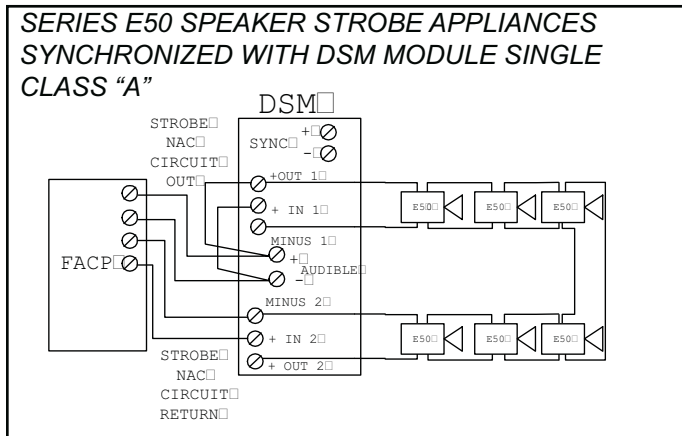 SERIES E50 SPEAKER STROBE APPLIANCES
SYNCHRONIZED WITH DSM MODULE SINGLE
CLASS “A”
DSM□
STROBE□
NAC□
CIRCUIT□
OUT□
SYNC□
+□
-□
+OUT 1□
+ IN 1□
MINUS 1□
+□
AUDIBLE□
-□
MINUS 2□
+ IN 2□
+ OUT 2□
FACP□
STROBE□
NAC□
CIRCUIT□
RETURN□
E50□
E50□
E50□
E50□
E50□
E50□